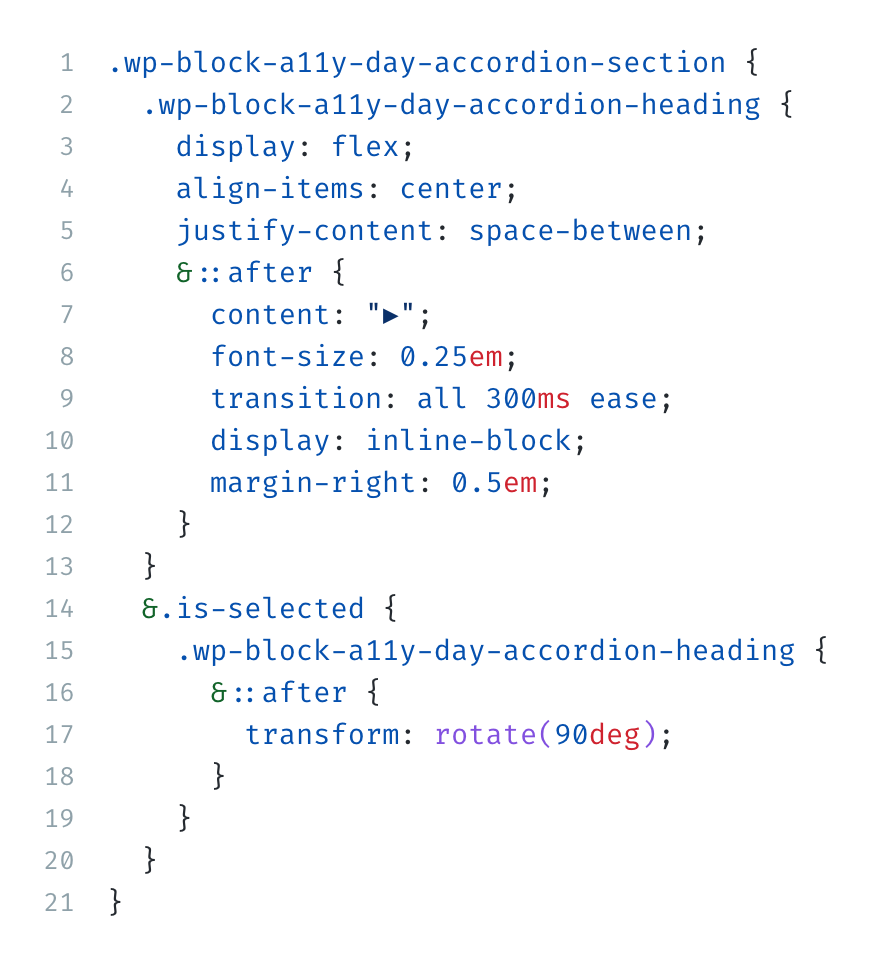 1 .wp-block-a11y-day-accordion-section {
2   .wp-block-a11y-day-accordion-heading {
3     display: flex;
4     align-items: center;
5     justify-content: space-between;
6     &::after {
7       content: "▶";
8       font-size: 0.25em;
9       transition: all 300ms ease;
10       display: inline-block;
11       margin-right: 0.5em;
12     }
13   }
14   &.is-selected {
15     .wp-block-a11y-day-accordion-heading {
16       &::after {
17         transform: rotate(90deg);
18       }
19     }
20   }
21 }